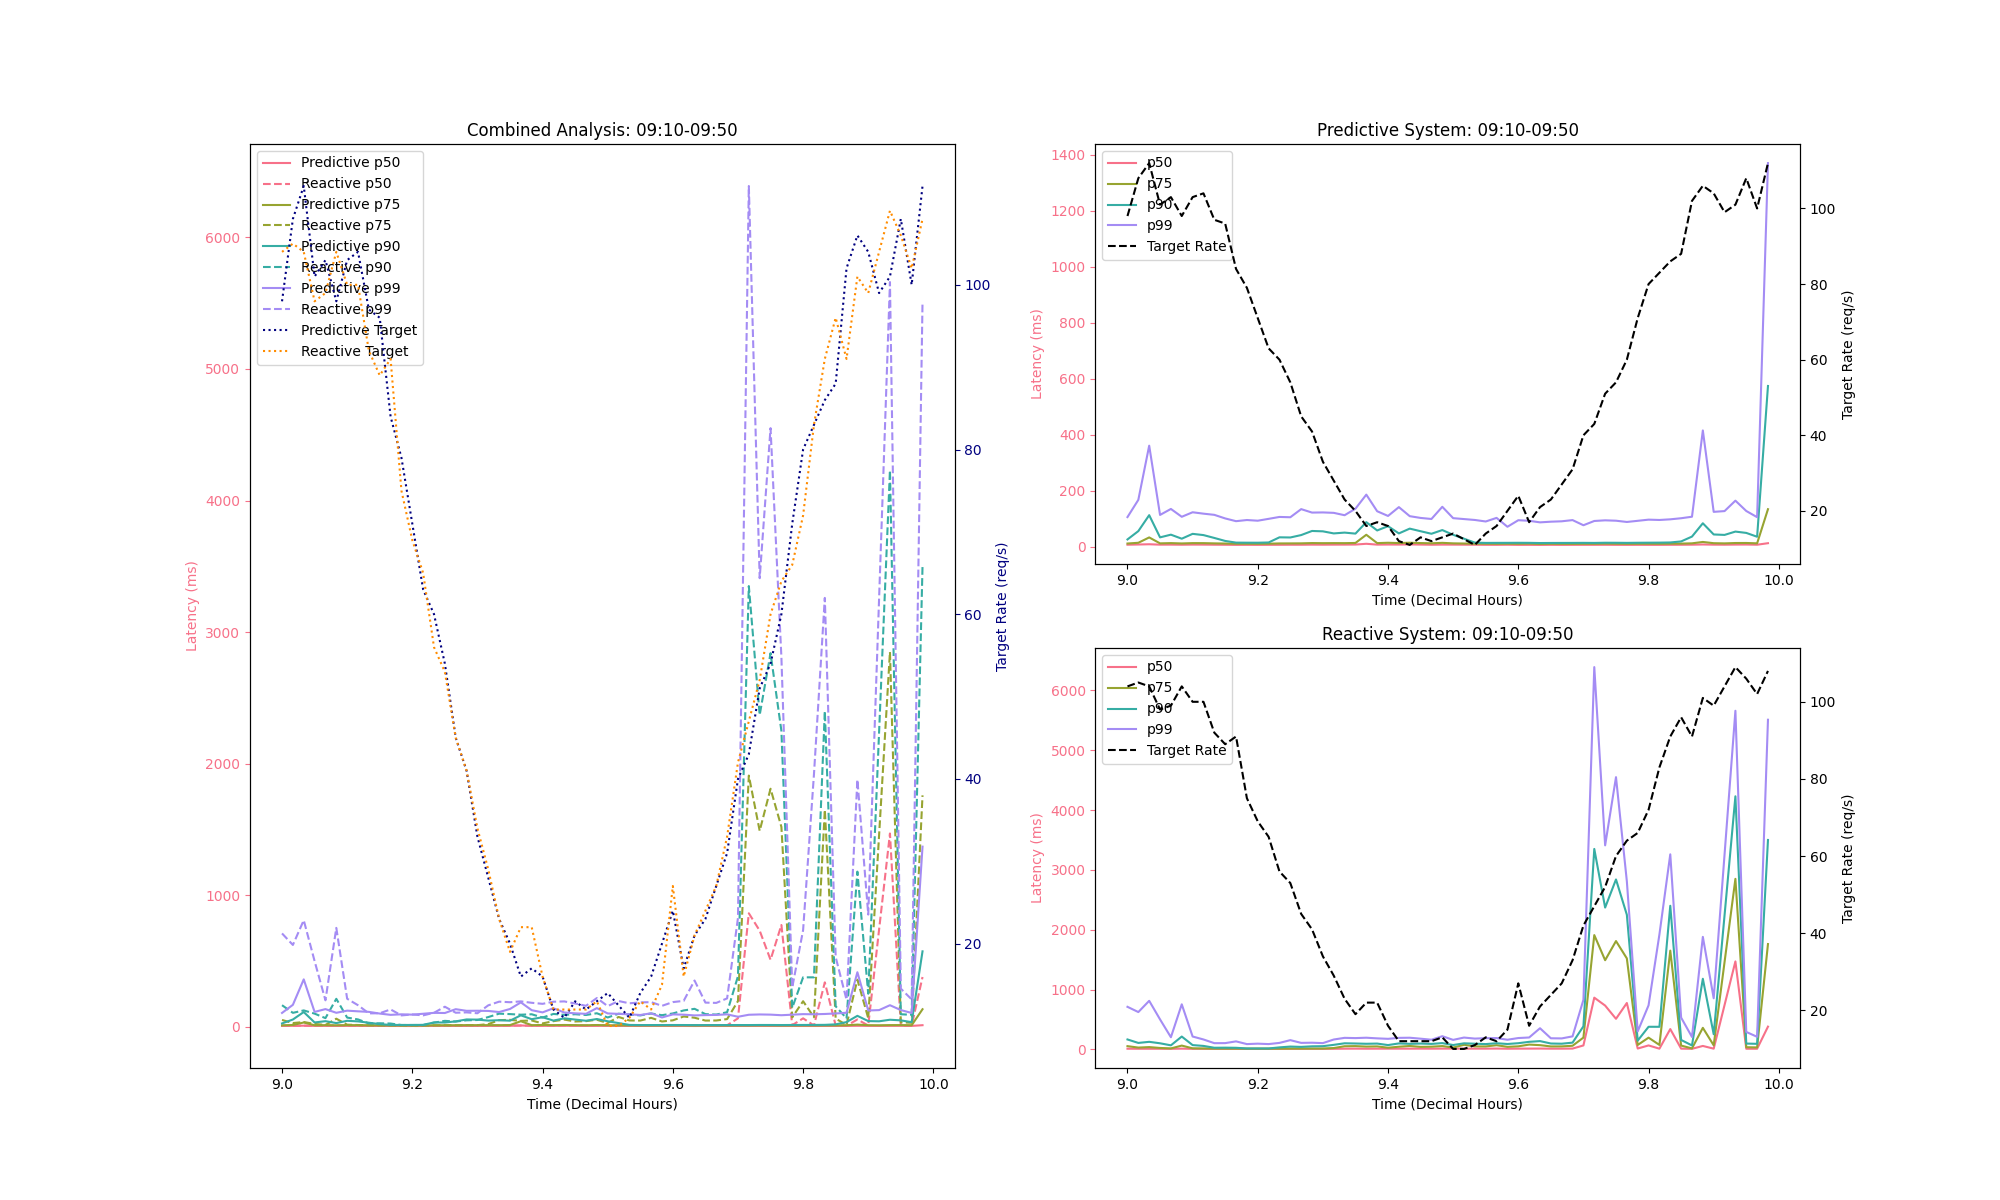 Combined Analysis: 09:10-09:50
Predictive p50
Reactive p50
Predictive p75
Reactive p75
Predictive p90
Reactive p90
Predictive p99
Reactive p99
Predictive Target
Reactive Target
6000
5000
4000
3000
2000
1000
0
Latency (ms)
100
80
60
40
20
Target Rate (req/s)
9.0 9.2 9.4 9.6 9.8 10.0
Time (Decimal Hours)
Predictive System: 09:10-09:50
p50
p75
p90
p99
Target Rate
1400
1200
1000
800
600
400
200
0
Latency (ms)
100
80
60
40
20
Target Rate (req/s)
9.0 9.2 9.4 9.6 9.8 10.0
Time (Decimal Hours)
Reactive System: 09:10-09:50
p50
p75
p90
p99
Target Rate
6000
5000
4000
3000
2000
1000
0
Latency (ms)
100
80
60
40
20
Target Rate (req/s)
9.0 9.2 9.4 9.6 9.8 10.0
Time (Decimal Hours)